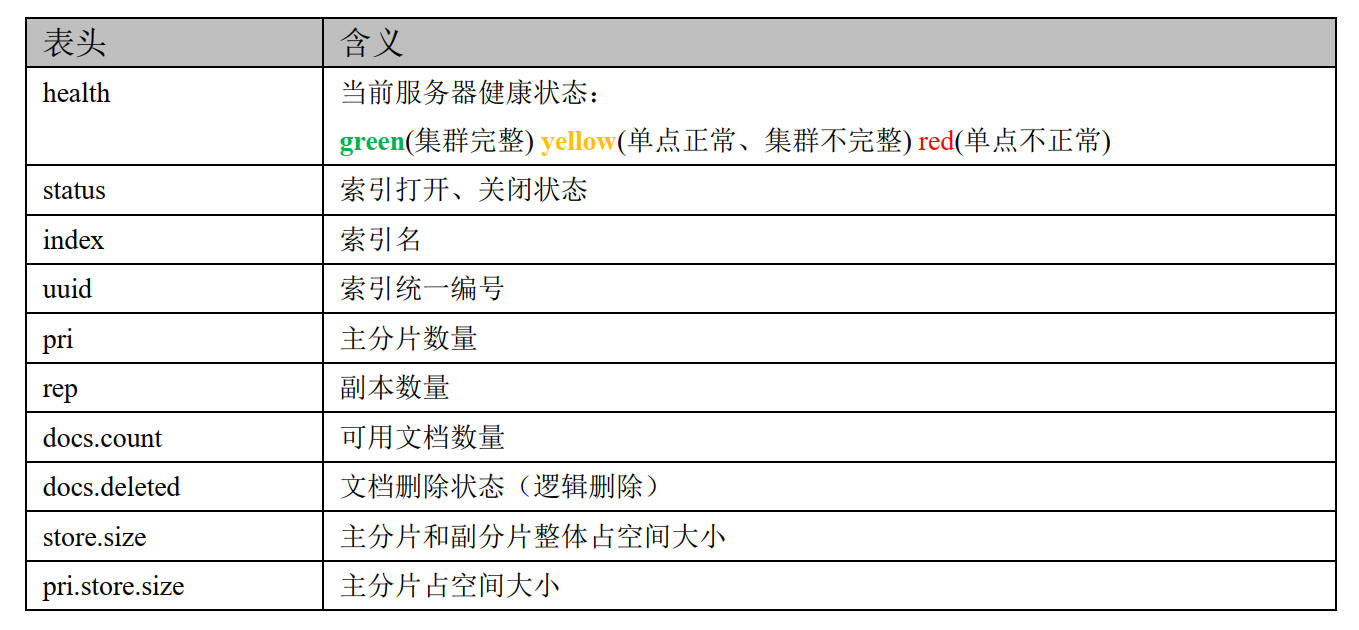 表头 含义
health 当前服务器健康状态：
green(集群完整) yellow(单点正常、集群不完整) red(单点不正常)
status 索引打开、关闭状态
index 索引名
uuid 索引统一编号
pri 主分片数量
rep 副本数量
docs.count 可用文档数量
docs.deleted 文档删除状态（逻辑删除）
store.size 主分片和副分片整体占空间大小
pri.store.size 主分片占空间大小